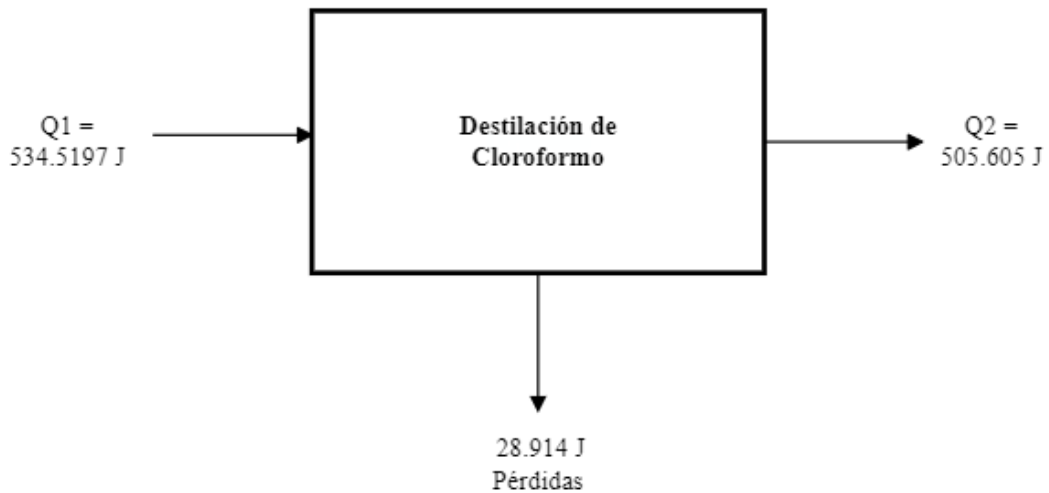 Q1 =
534.5197 J
Destilación de
Cloroformo
Q2 =
505.605 J
28.914 J
Pérdidas